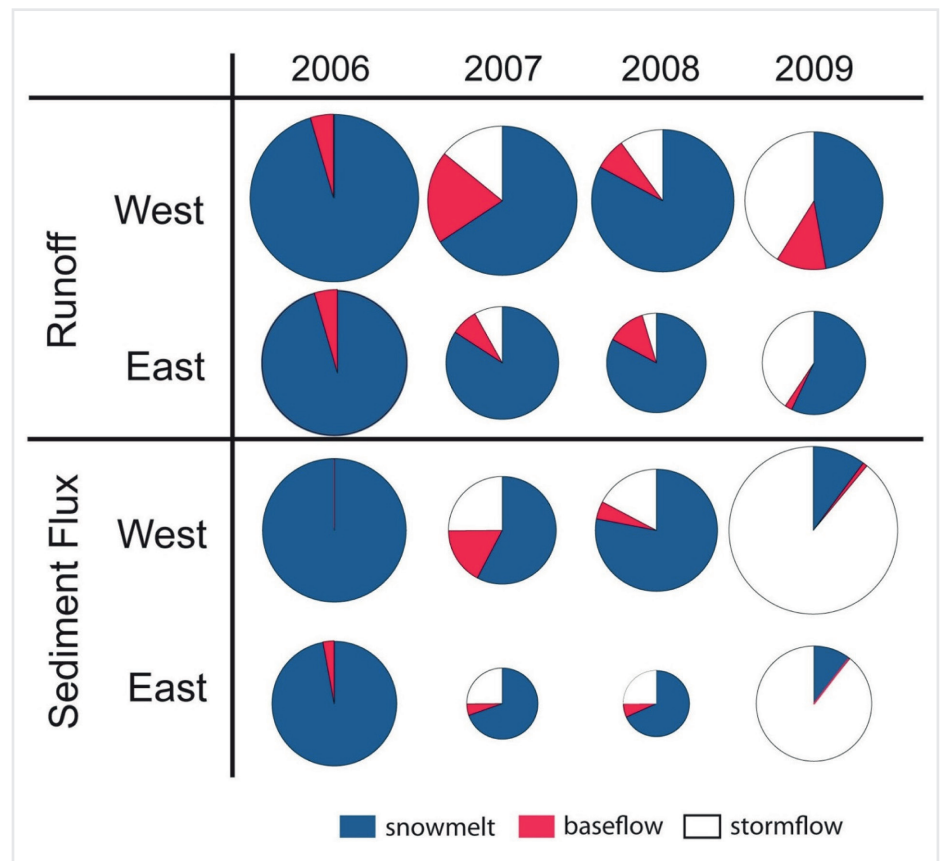 2006 2007 2008 2009
Runoff
West
East
Sediment Flux
West
East
snowmelt baseflow stormflow